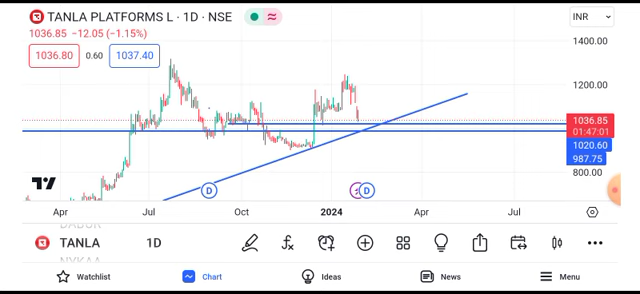 TANLA PLATFORMS L · 1D · NSE
INR
1036.85 −12.05 (−1.15%)
1036.80 0.60 1037.40
1400.00
1200.00
1036.85
01:47:01
1020.60
987.75
800.00
D D
Apr Jul Oct 2024 Apr Jul
DABUR
TANLA 1D
NYKAA
Watchlist Chart Ideas News Menu